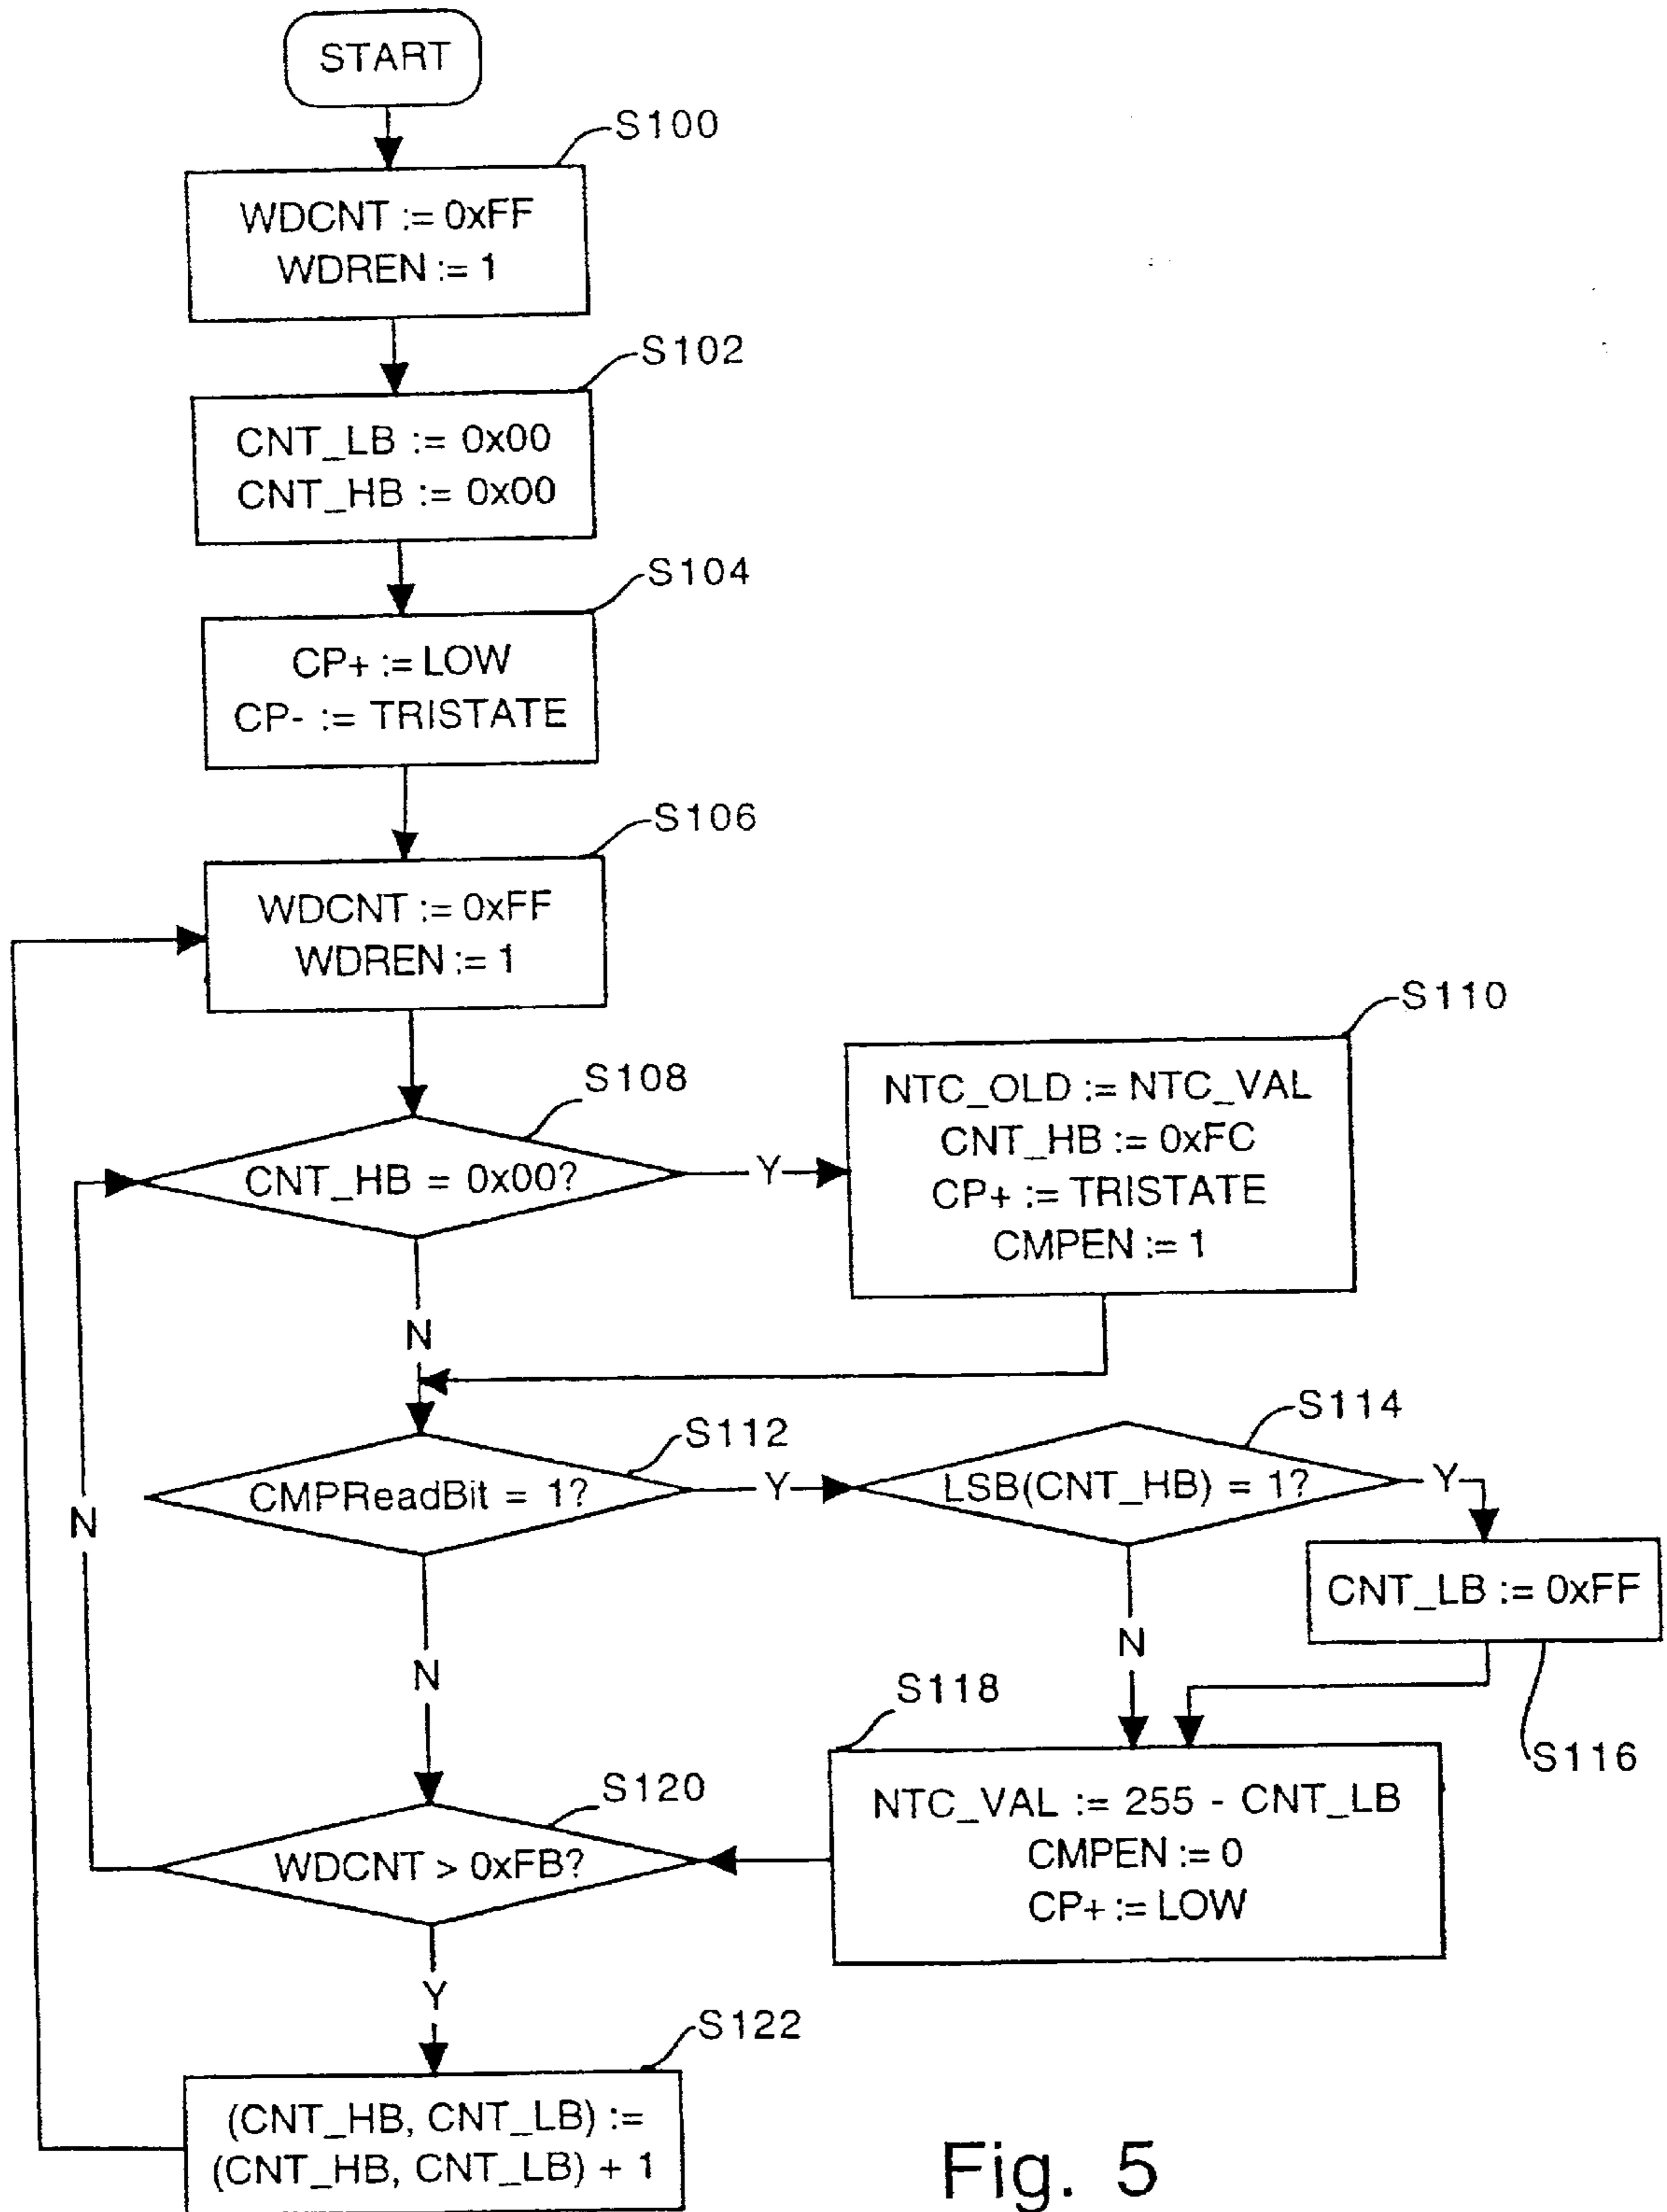 START
S100
WDCNT := 0xFF
WDREN := 1
S102
CNT_LB := 0x00
CNT_HB := 0x00
S104
CP+ := LOW
CP- := TRISTATE
S106
WDCNT := 0xFF
WDREN := 1
S110
NTC_OLD := NTC_VAL
CNT_HB := 0xFC
CP+ := TRISTATE
CMPEN := 1
S108
CNT_HB = 0x00?
Y
N
S112
CMPReadBit = 1?
Y
S114
LSB(CNT_HB) = 1?
Y
N
CNT_LB := 0xFF
S116
N
N
S118
NTC_VAL := 255 - CNT_LB
CMPEN := 0
CP+ := LOW
S120
WDCNT > 0xFB?
Y
S122
(CNT_HB, CNT_LB) :=
(CNT_HB, CNT_LB) + 1
Fig. 5